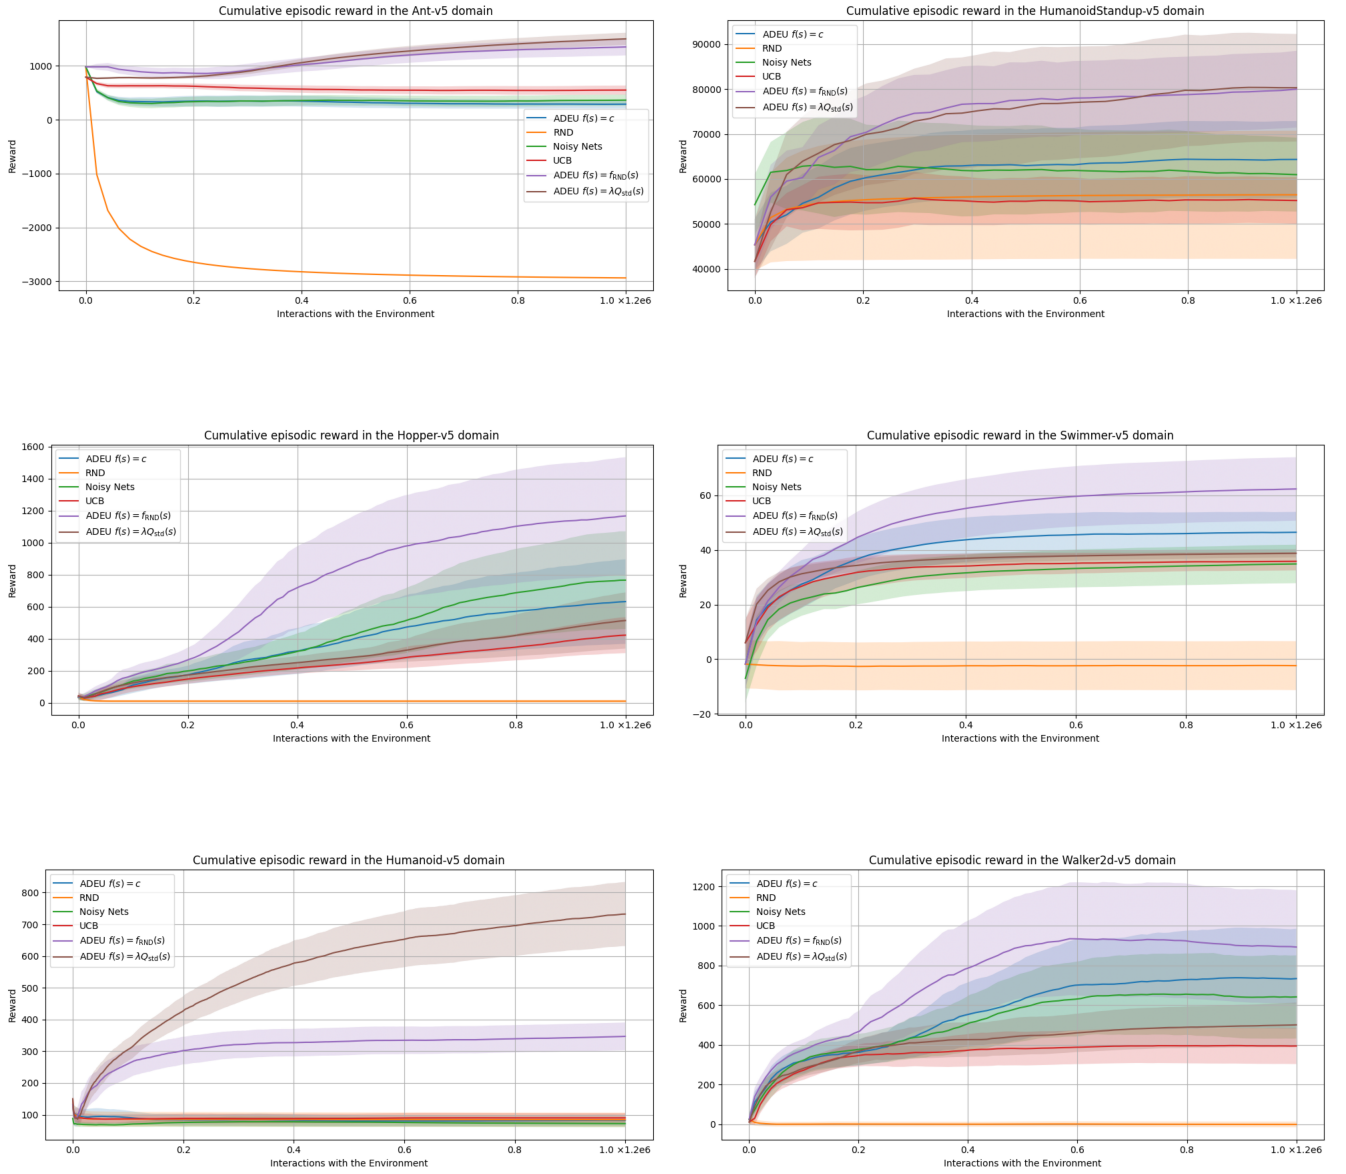 Cumulative episodic reward in the Ant-v5 domain
1000
0
−1000
−2000
−3000
Reward
ADEU f(s) = c
RND
Noisy Nets
UCB
ADEU f(s) = f_RND(s)
ADEU f(s) = λQ_std(s)
0.0 0.2 0.4 0.6 0.8 1.0 ×1.2e6
Interactions with the Environment
Cumulative episodic reward in the HumanoidStandup-v5 domain
90000
80000
70000
60000
50000
40000
Reward
ADEU f(s) = c
RND
Noisy Nets
UCB
ADEU f(s) = f_RND(s)
ADEU f(s) = λQ_std(s)
0.0 0.2 0.4 0.6 0.8 1.0 ×1.2e6
Interactions with the Environment
Cumulative episodic reward in the Hopper-v5 domain
1600
1400
1200
1000
800
600
400
200
0
Reward
ADEU f(s) = c
RND
Noisy Nets
UCB
ADEU f(s) = f_RND(s)
ADEU f(s) = λQ_std(s)
0.0 0.2 0.4 0.6 0.8 1.0 ×1.2e6
Interactions with the Environment
Cumulative episodic reward in the Swimmer-v5 domain
60
40
20
0
−20
Reward
ADEU f(s) = c
RND
Noisy Nets
UCB
ADEU f(s) = f_RND(s)
ADEU f(s) = λQ_std(s)
0.0 0.2 0.4 0.6 0.8 1.0 ×1.2e6
Interactions with the Environment
Cumulative episodic reward in the Humanoid-v5 domain
800
700
600
500
400
300
200
100
Reward
ADEU f(s) = c
RND
Noisy Nets
UCB
ADEU f(s) = f_RND(s)
ADEU f(s) = λQ_std(s)
0.0 0.2 0.4 0.6 0.8 1.0 ×1.2e6
Interactions with the Environment
Cumulative episodic reward in the Walker2d-v5 domain
1200
1000
800
600
400
200
0
Reward
ADEU f(s) = c
RND
Noisy Nets
UCB
ADEU f(s) = f_RND(s)
ADEU f(s) = λQ_std(s)
0.0 0.2 0.4 0.6 0.8 1.0 ×1.2e6
Interactions with the Environment